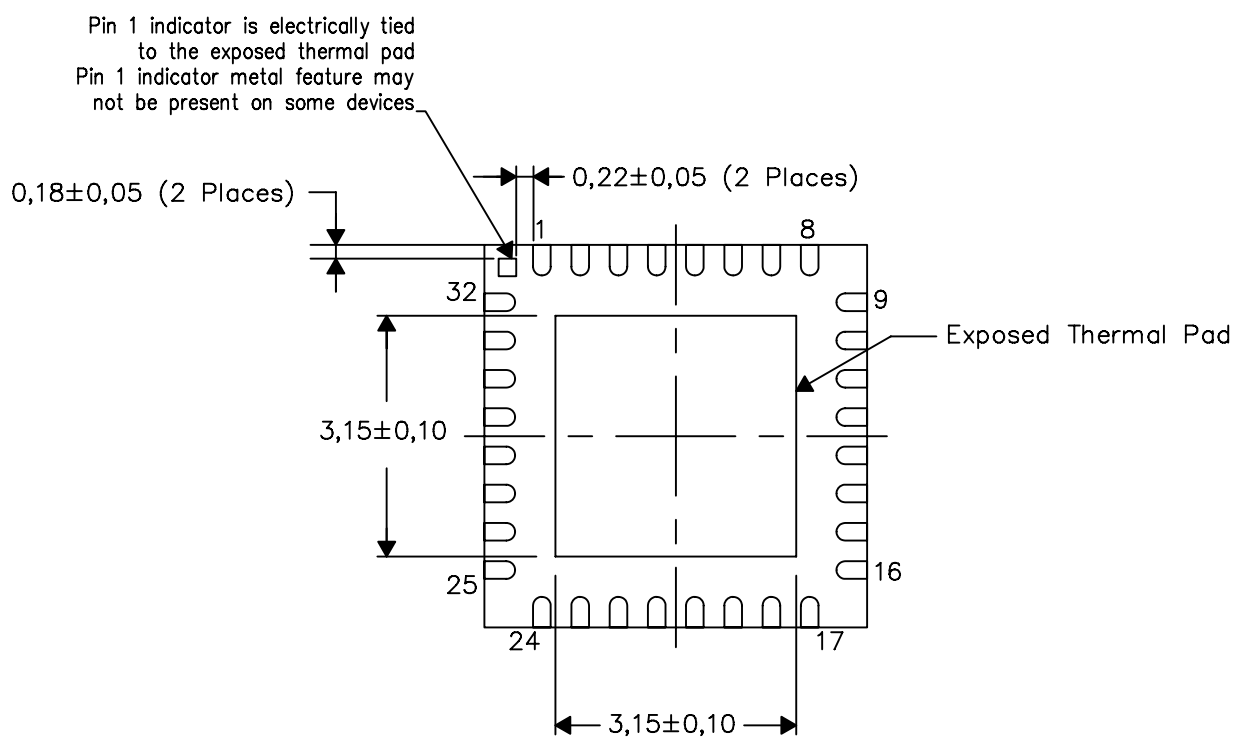 Pin 1 indicator is electrically tied
to the exposed thermal pad
Pin 1 indicator metal feature may
not be present on some devices
0,18±0,05 (2 Places)
0,22±0,05 (2 Places)
1
8
32
9
Exposed Thermal Pad
3,15±0,10
25
16
24
17
3,15±0,10